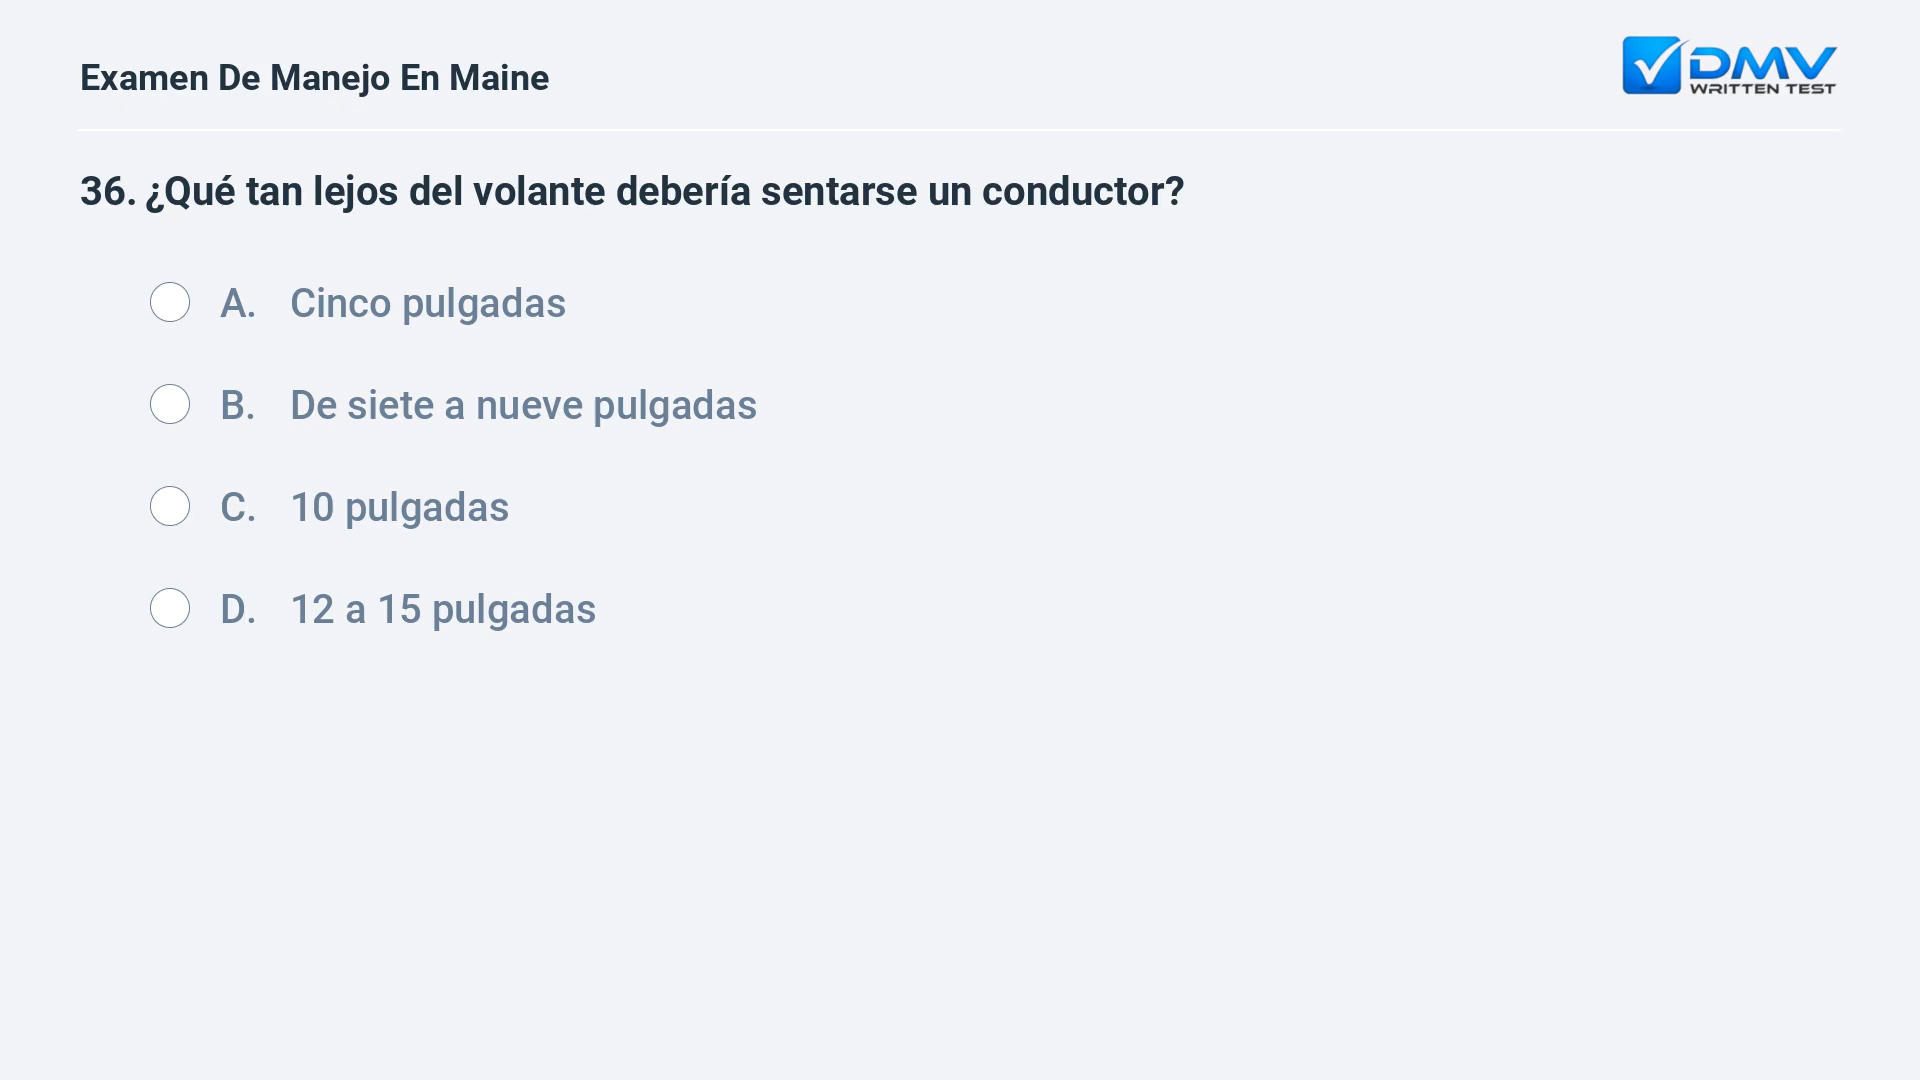 Examen De Manejo En Maine
DMV
WRITTEN TEST
36. ¿Qué tan lejos del volante debería sentarse un conductor?
A. Cinco pulgadas
B. De siete a nueve pulgadas
C. 10 pulgadas
D. 12 a 15 pulgadas